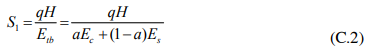 S₁ = qH / E_tb = qH / (aE_c + (1−a)E_s) (C.2)